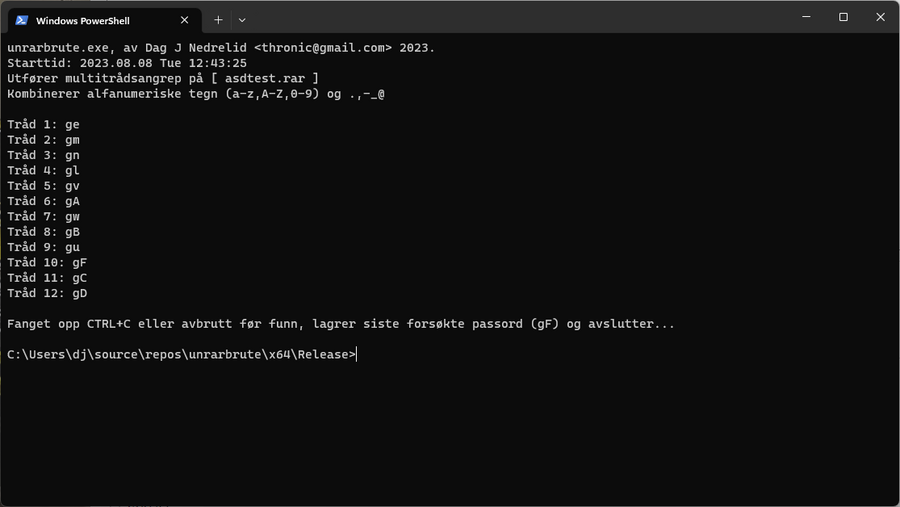 Windows PowerShell
unrarbrute.exe, av Dag J Nedrelid <thronic@gmail.com> 2023.
Starttid: 2023.08.08 Tue 12:43:25
Utfører multitrådsangrep på [ asdtest.rar ]
Kombinerer alfanumeriske tegn (a-z,A-Z,0-9) og .,-_@
Tråd 1: ge
Tråd 2: gm
Tråd 3: gn
Tråd 4: gl
Tråd 5: gv
Tråd 6: gA
Tråd 7: gw
Tråd 8: gB
Tråd 9: gu
Tråd 10: gF
Tråd 11: gC
Tråd 12: gD
Fanget opp CTRL+C eller avbrutt før funn, lagrer siste forsøkte passord (gF) og avslutter...
C:\Users\dj\source\repos\unrarbrute\x64\Release>